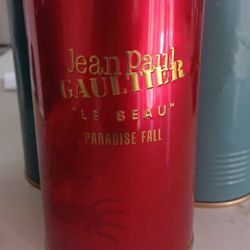 Jean Paul
GAULTIER
"LE BEAU"
PARADISE FALL